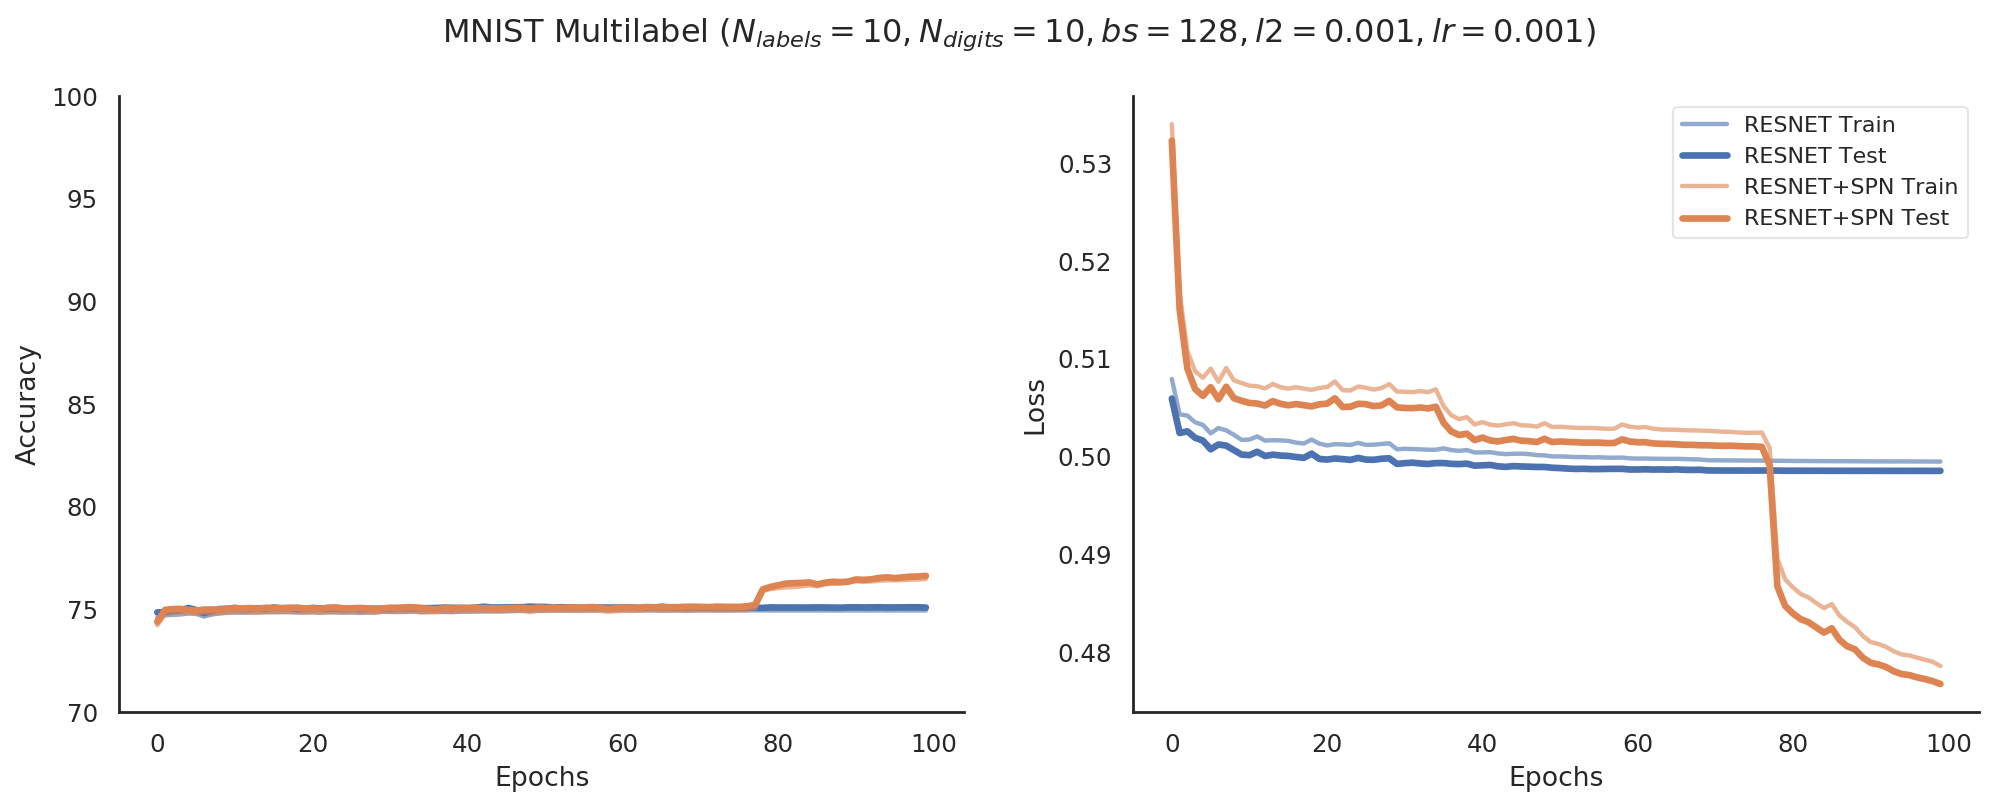 MNIST Multilabel (N_labels = 10, N_digits = 10, bs = 128, l2 = 0.001, lr = 0.001)
Accuracy
100
95
90
85
80
75
70
0 20 40 60 80 100
Epochs
Loss
0.53
0.52
0.51
0.50
0.49
0.48
0 20 40 60 80 100
Epochs
RESNET Train
RESNET Test
RESNET+SPN Train
RESNET+SPN Test